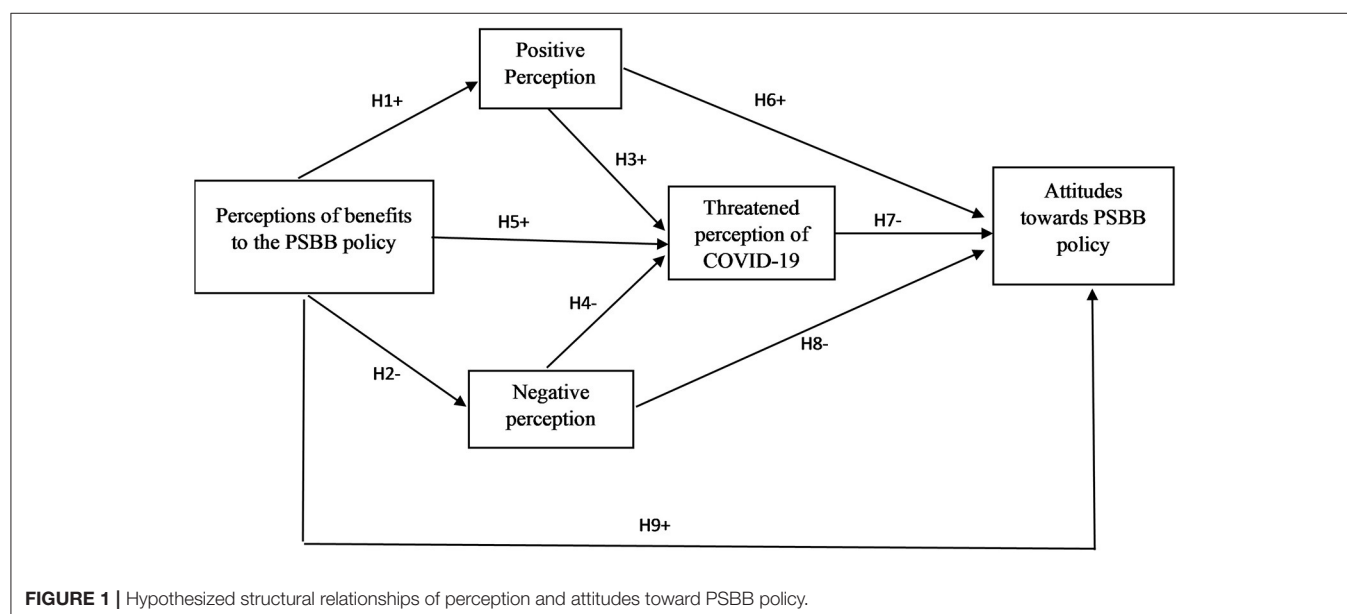 Positive
Perception
H1+
H6+
H3+
Perceptions of benefits
to the PSBB policy
H5+
Threatened
perception of
COVID-19
H7-
Attitudes
towards PSBB
policy
H4-
H8-
H2-
Negative
perception
H9+
FIGURE 1 | Hypothesized structural relationships of perception and attitudes toward PSBB policy.